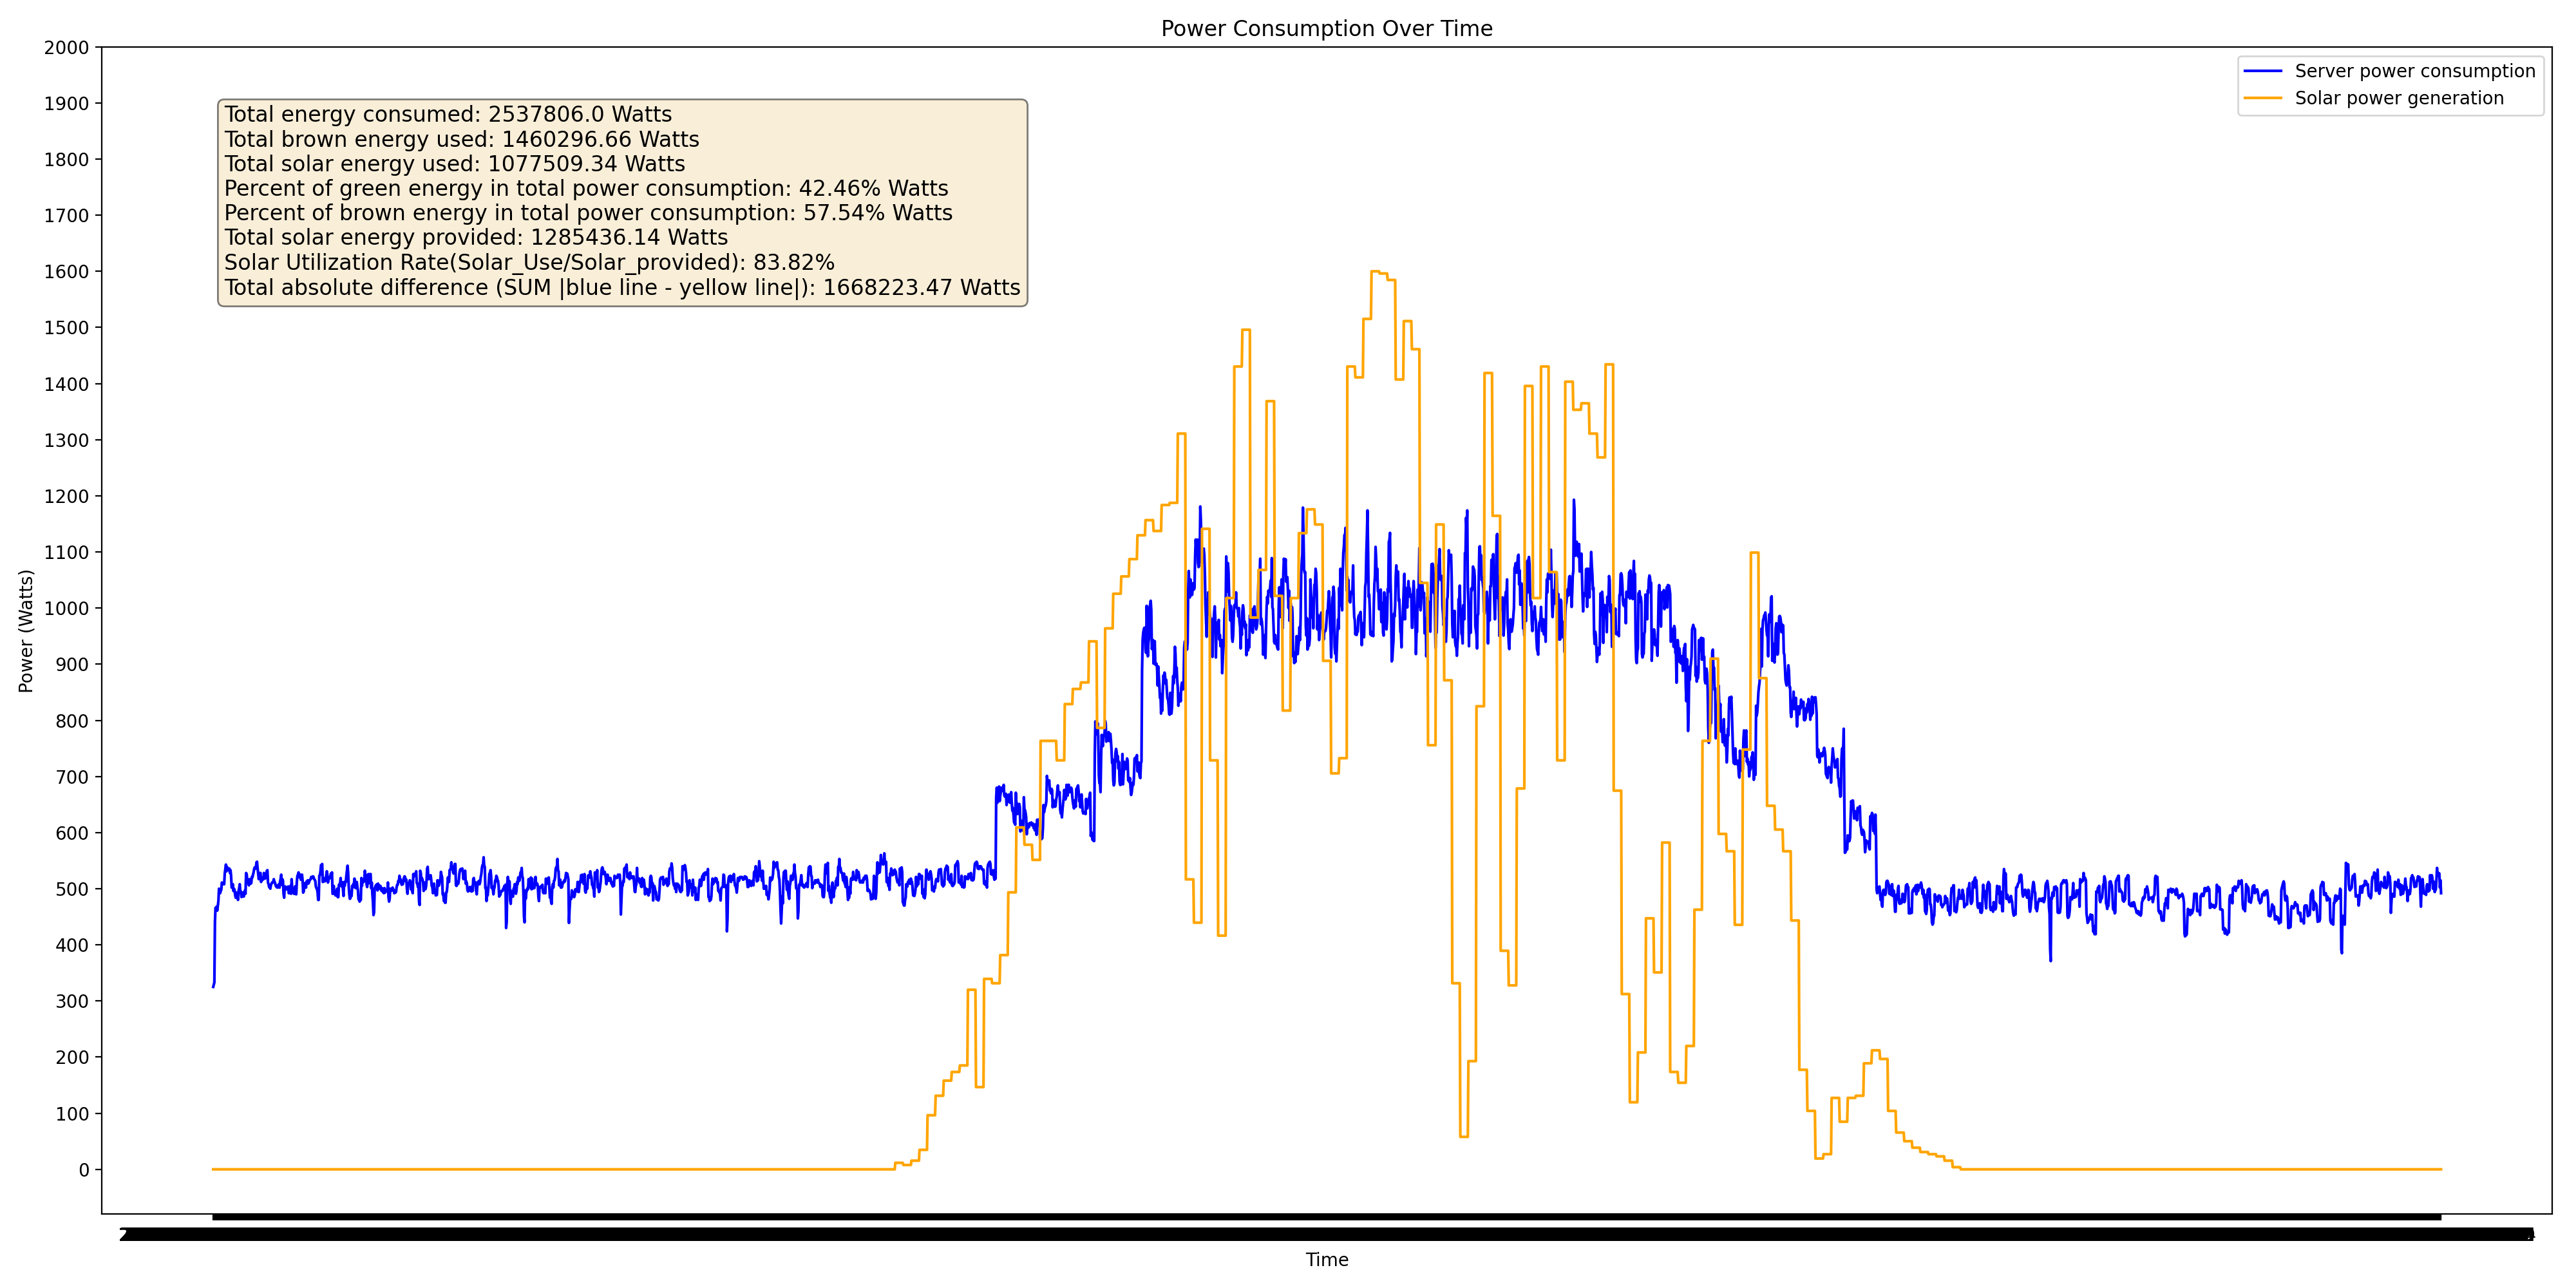 Power Consumption Over Time
2000
1900
1800
1700
1600
1500
1400
1300
1200
1100
1000
900
800
700
600
500
400
300
200
100
0
Power (Watts)
Total energy consumed: 2537806.0 Watts
Total brown energy used: 1460296.66 Watts
Total solar energy used: 1077509.34 Watts
Percent of green energy in total power consumption: 42.46% Watts
Percent of brown energy in total power consumption: 57.54% Watts
Total solar energy provided: 1285436.14 Watts
Solar Utilization Rate(Solar_Use/Solar_provided): 83.82%
Total absolute difference (SUM |blue line - yellow line|): 1668223.47 Watts
Server power consumption
Solar power generation
Time